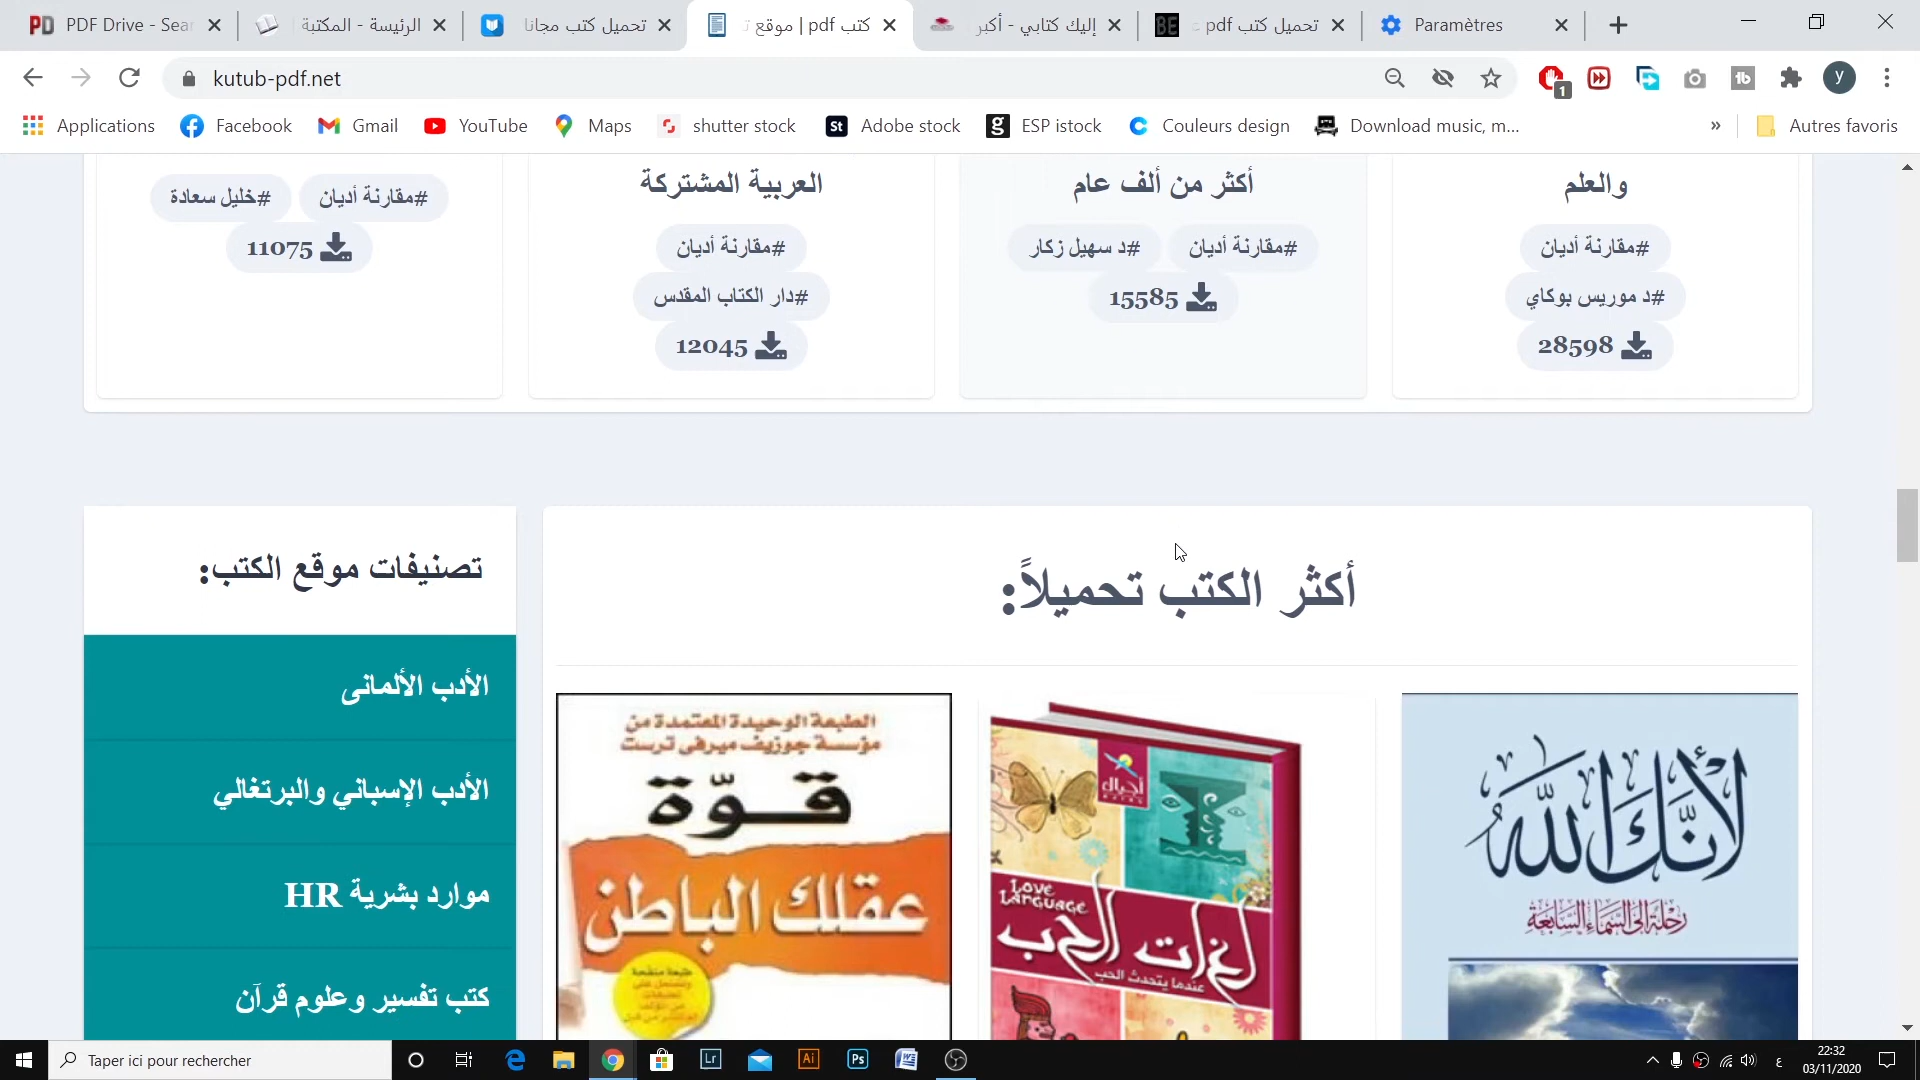 PDF Drive - Sear
الرئيسة - المكتبة
تحميل كتب مجانا
كتب pdf | موقع ت
إليك كتابي - أكبر
تحميل كتب pdf ع
Paramètres
kutub-pdf.net
1
y
Applications
Facebook
Gmail
YouTube
Maps
shutter stock
Adobe stock
ESP istock
Couleurs design
Download music, m...
»
Autres favoris
والعلم
#مقارنة أديان
#د موريس بوكاي
28598
أكثر من ألف عام
#مقارنة أديان #د سهيل زكار
15585
العربية المشتركة
#مقارنة أديان
#دار الكتاب المقدس
12045
#مقارنة أديان #خليل سعادة
11075
أكثر الكتب تحميلاً:
لأنك الله
رحلة إلى السماء السابعة
أجيال
LOVE
LANGUAGE
لغات الحب
عندما يتحدث الحب
الطبعة الوحيدة المعتمدة من
مؤسسة جوزيف ميرفي ترست
قوّة
عقلك الباطن
تصنيفات موقع الكتب:
الأدب الألمانى
الأدب الإسباني والبرتغالي
موارد بشرية HR
كتب تفسير وعلوم قرآن
Taper ici pour rechercher
ع
22:32
03/11/2020